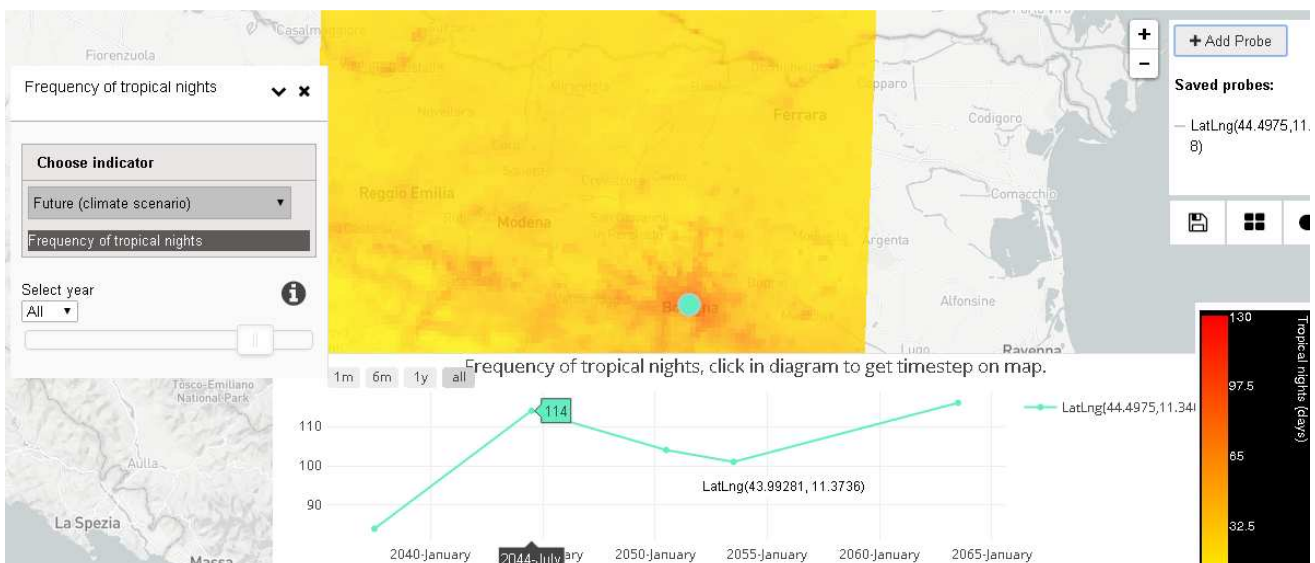 Casalmaggiore
Fiorenzuola
Frequency of tropical nights
Choose indicator
Future (climate scenario)
Frequency of tropical nights
Select year
All
Ferrara
Reggio Emilia
Modena
Codigoro
Comacchio
Argenta
Alfonsine
Lugo
Ravenna
+
−
+ Add Probe
Saved probes:
LatLng(44.4975,11.
8)
Tosco-Emiliano
National Park
Aulla
La Spezia
Massa
1m 6m 1y all
Frequency of tropical nights, click in diagram to get timestep on map.
114
110
100
90
LatLng(44.4975,11.34
LatLng(43.99281, 11.3736)
2040-January
2044-July
2050-January
2055-January
2060-January
2065-January
130
97.5
65
32.5
Tropical nights (days)